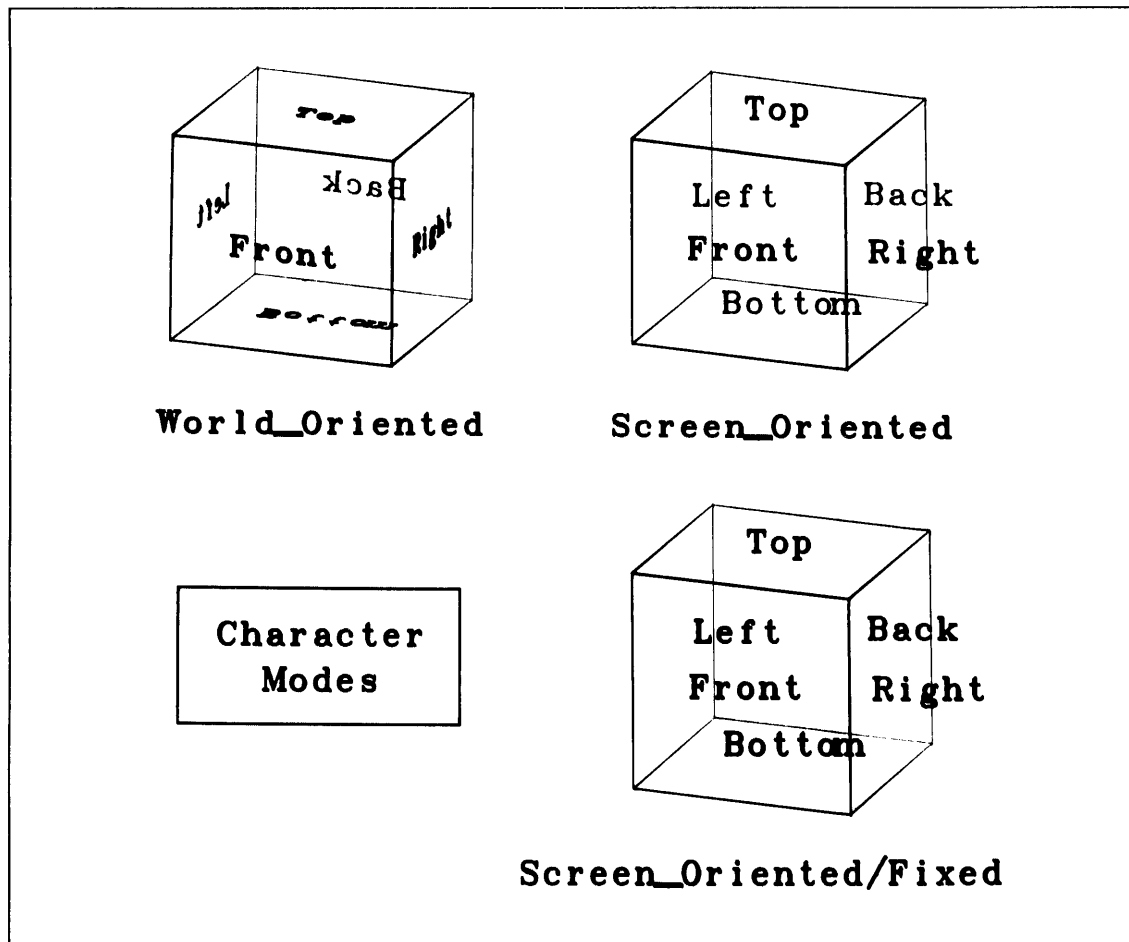 Top
Back
Left
Right
Front
Bottom
World_Oriented
Top
Left Back
Front Right
Bottom
Screen_Oriented
Character
Modes
Top
Left Back
Front Right
Bottom
Screen_Oriented/Fixed